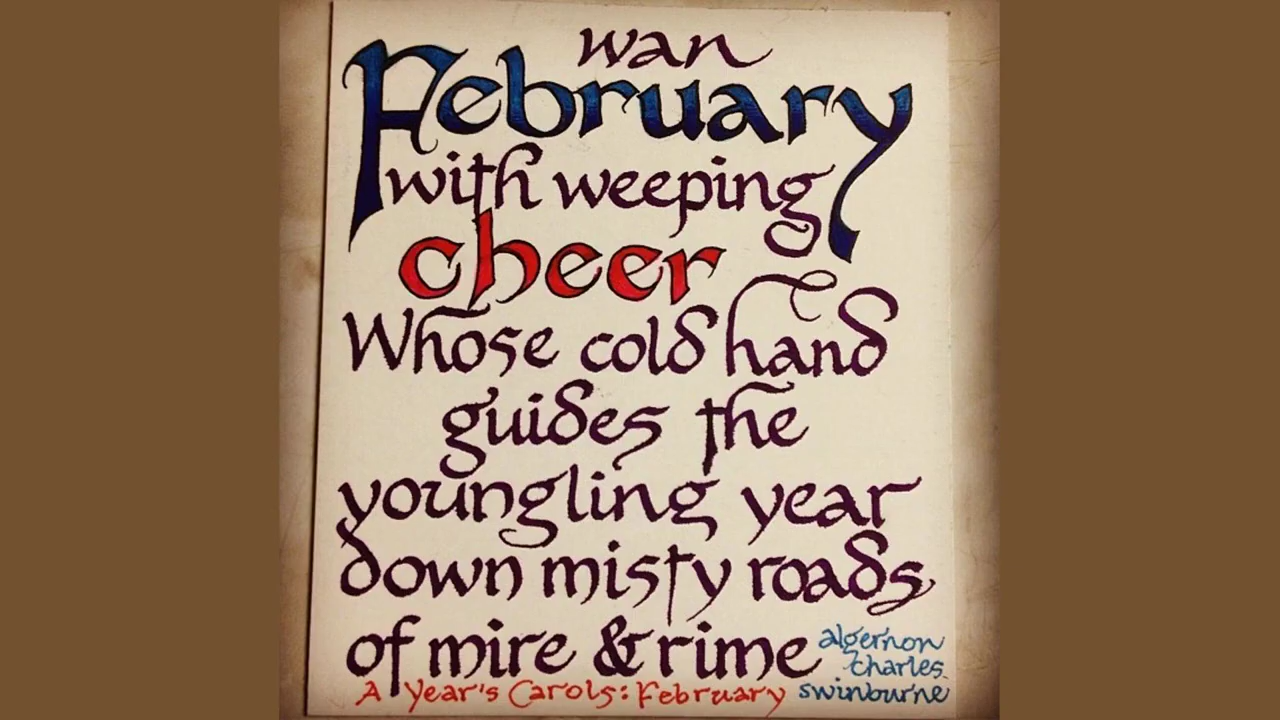 wan
February
with weeping
cheer
Whose cold hand
guides the
youngling year
down misty roads
of mire & rime
algernon
charles
swinburne
A Year's Carols: February